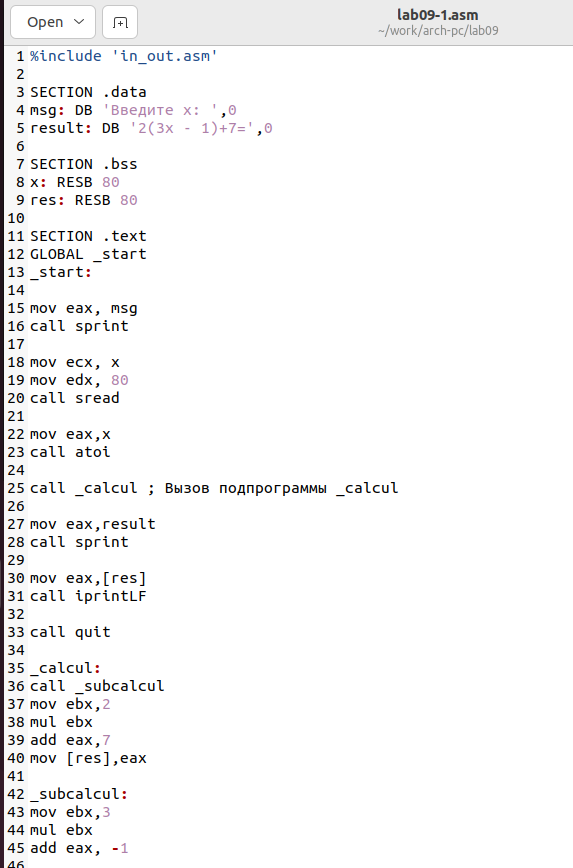 Open
lab09-1.asm
~/work/arch-pc/lab09
1 %include 'in_out.asm'
2
3 SECTION .data
4 msg: DB 'Введите x: ',0
5 result: DB '2(3x - 1)+7=',0
6
7 SECTION .bss
8 x: RESB 80
9 res: RESB 80
10
11 SECTION .text
12 GLOBAL _start
13 _start:
14
15 mov eax, msg
16 call sprint
17
18 mov ecx, x
19 mov edx, 80
20 call sread
21
22 mov eax,x
23 call atoi
24
25 call _calcul ; Вызов подпрограммы _calcul
26
27 mov eax,result
28 call sprint
29
30 mov eax,[res]
31 call iprintLF
32
33 call quit
34
35 _calcul:
36 call _subcalcul
37 mov ebx,2
38 mul ebx
39 add eax,7
40 mov [res],eax
41
42 _subcalcul:
43 mov ebx,3
44 mul ebx
45 add eax, -1
46